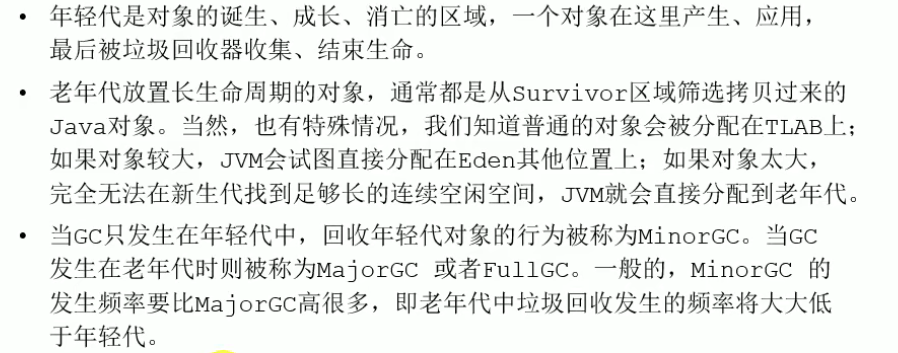 • 年轻代是对象的诞生、成长、消亡的区域，一个对象在这里产生、应用，
最后被垃圾回收器收集、结束生命。
• 老年代放置长生命周期的对象，通常都是从Survivor区域筛选拷贝过来的
Java对象。当然，也有特殊情况，我们知道普通的对象会被分配在TLAB上；
如果对象较大，JVM会试图直接分配在Eden其他位置上；如果对象太大，
完全无法在新生代找到足够长的连续空闲空间，JVM就会直接分配到老年代。
• 当GC只发生在年轻代中，回收年轻代对象的行为被称为MinorGC。当GC
发生在老年代时则被称为MajorGC 或者FullGC。一般的，MinorGC 的
发生频率要比MajorGC高很多，即老年代中垃圾回收发生的频率将大大低
于年轻代。